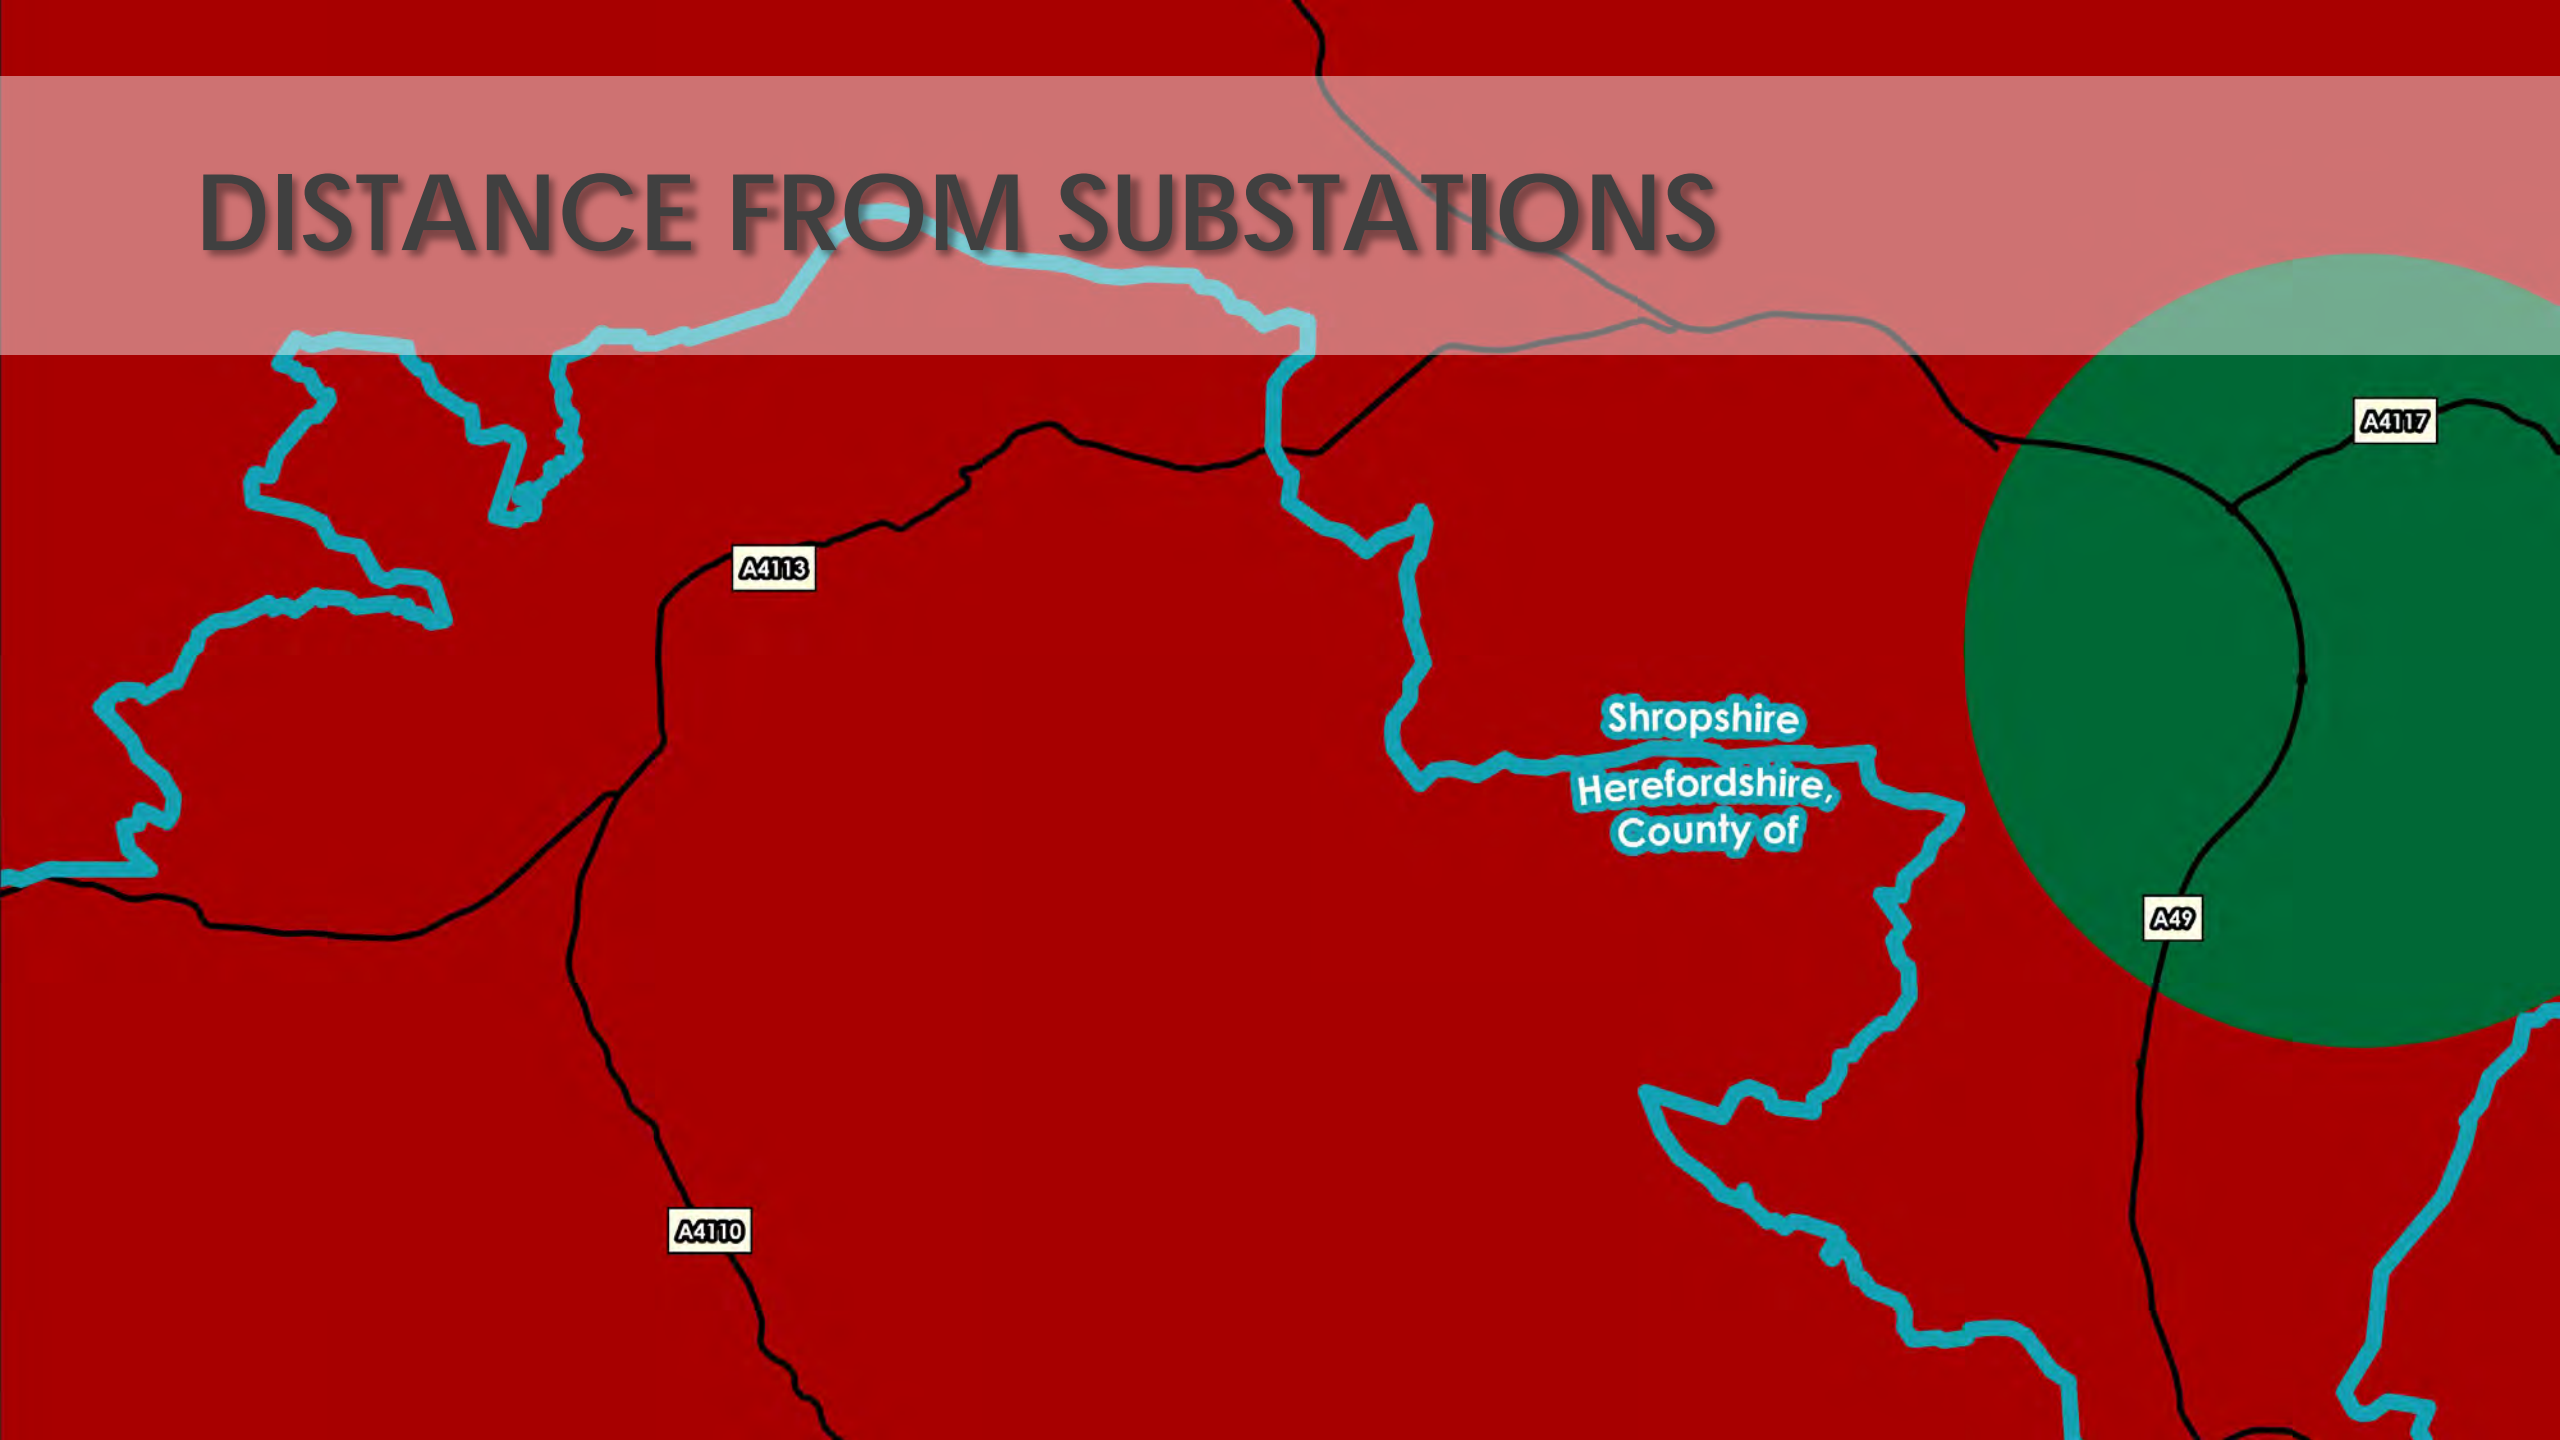 DISTANCE FROM SUBSTATIONS
A4117
A4113
Shropshire
Herefordshire,
County of
A49
A4110